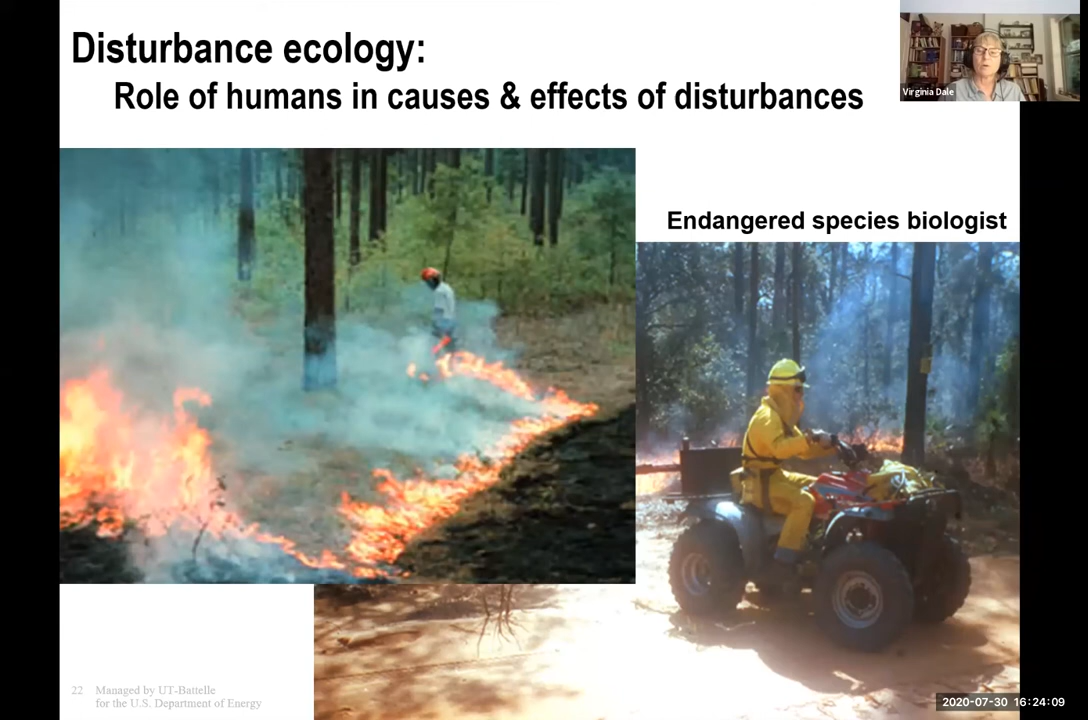 Disturbance ecology:
Role of humans in causes & effects of disturbances
Virginia Dale
Endangered species biologist
22 Managed by UT-Battelle
for the U.S. Department of Energy
2020-07-30 16:24:09